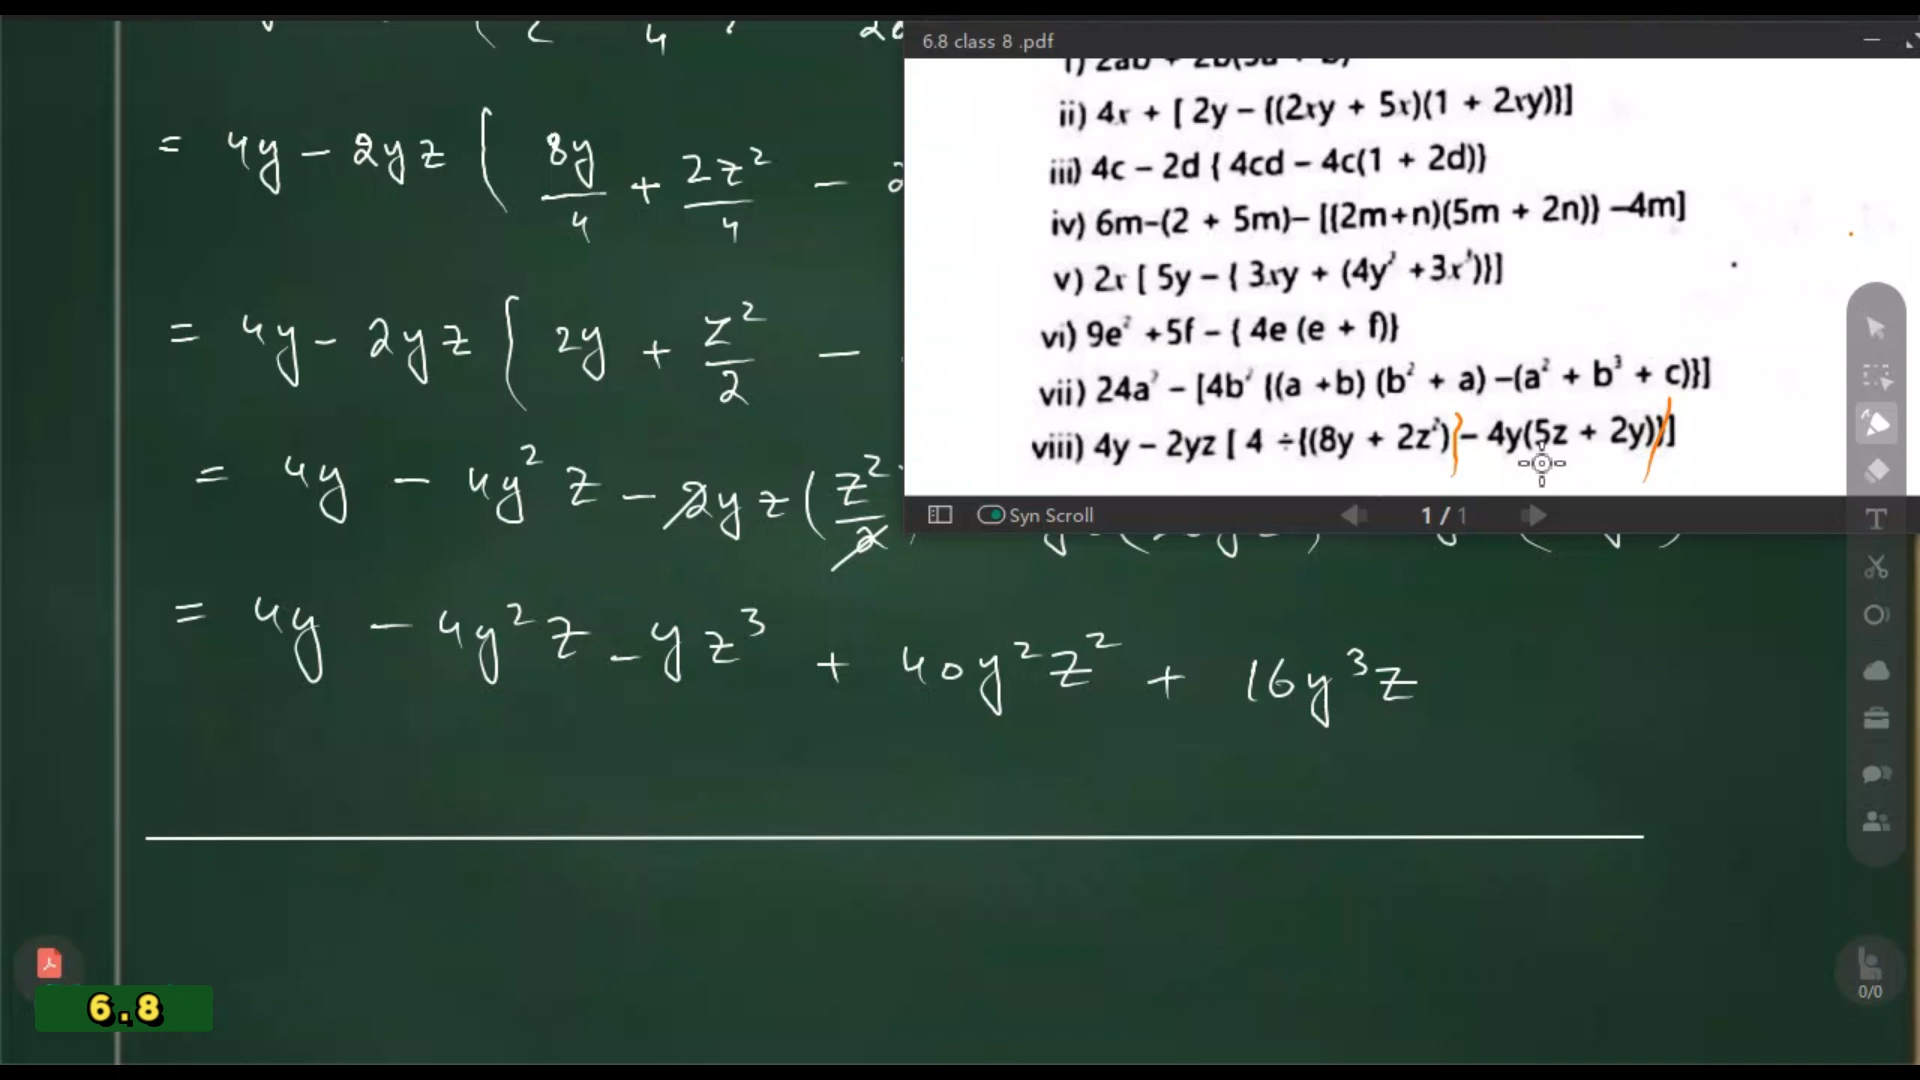 = 4y - 2yz ( 8y/4 + 2z²/4 -
= 4y - 2yz ( 2y + z²/2 -
= 4y - 4y²z - 2yz ( z²/2
= 4y - 4y²z - yz³ + 40y²z² + 16y³z
6.8 class 8 .pdf
i) 2ab + 2b(
ii) 4x + [ 2y – {(2xy + 5x)(1 + 2xy)}]
iii) 4c – 2d { 4cd – 4c(1 + 2d)}
iv) 6m–(2 + 5m)– [{(2m+n)(5m + 2n)} –4m]
v) 2x [ 5y – { 3xy + (4y² +3x²)}]
vi) 9e² +5f – { 4e (e + f)}
vii) 24a² – [4b² {(a +b) (b² + a) –(a² + b³ + c)}]
viii) 4y – 2yz [ 4 ÷{(8y + 2z²) – 4y(5z + 2y)}]
Syn Scroll
1 / 1
T
0/0
6.8